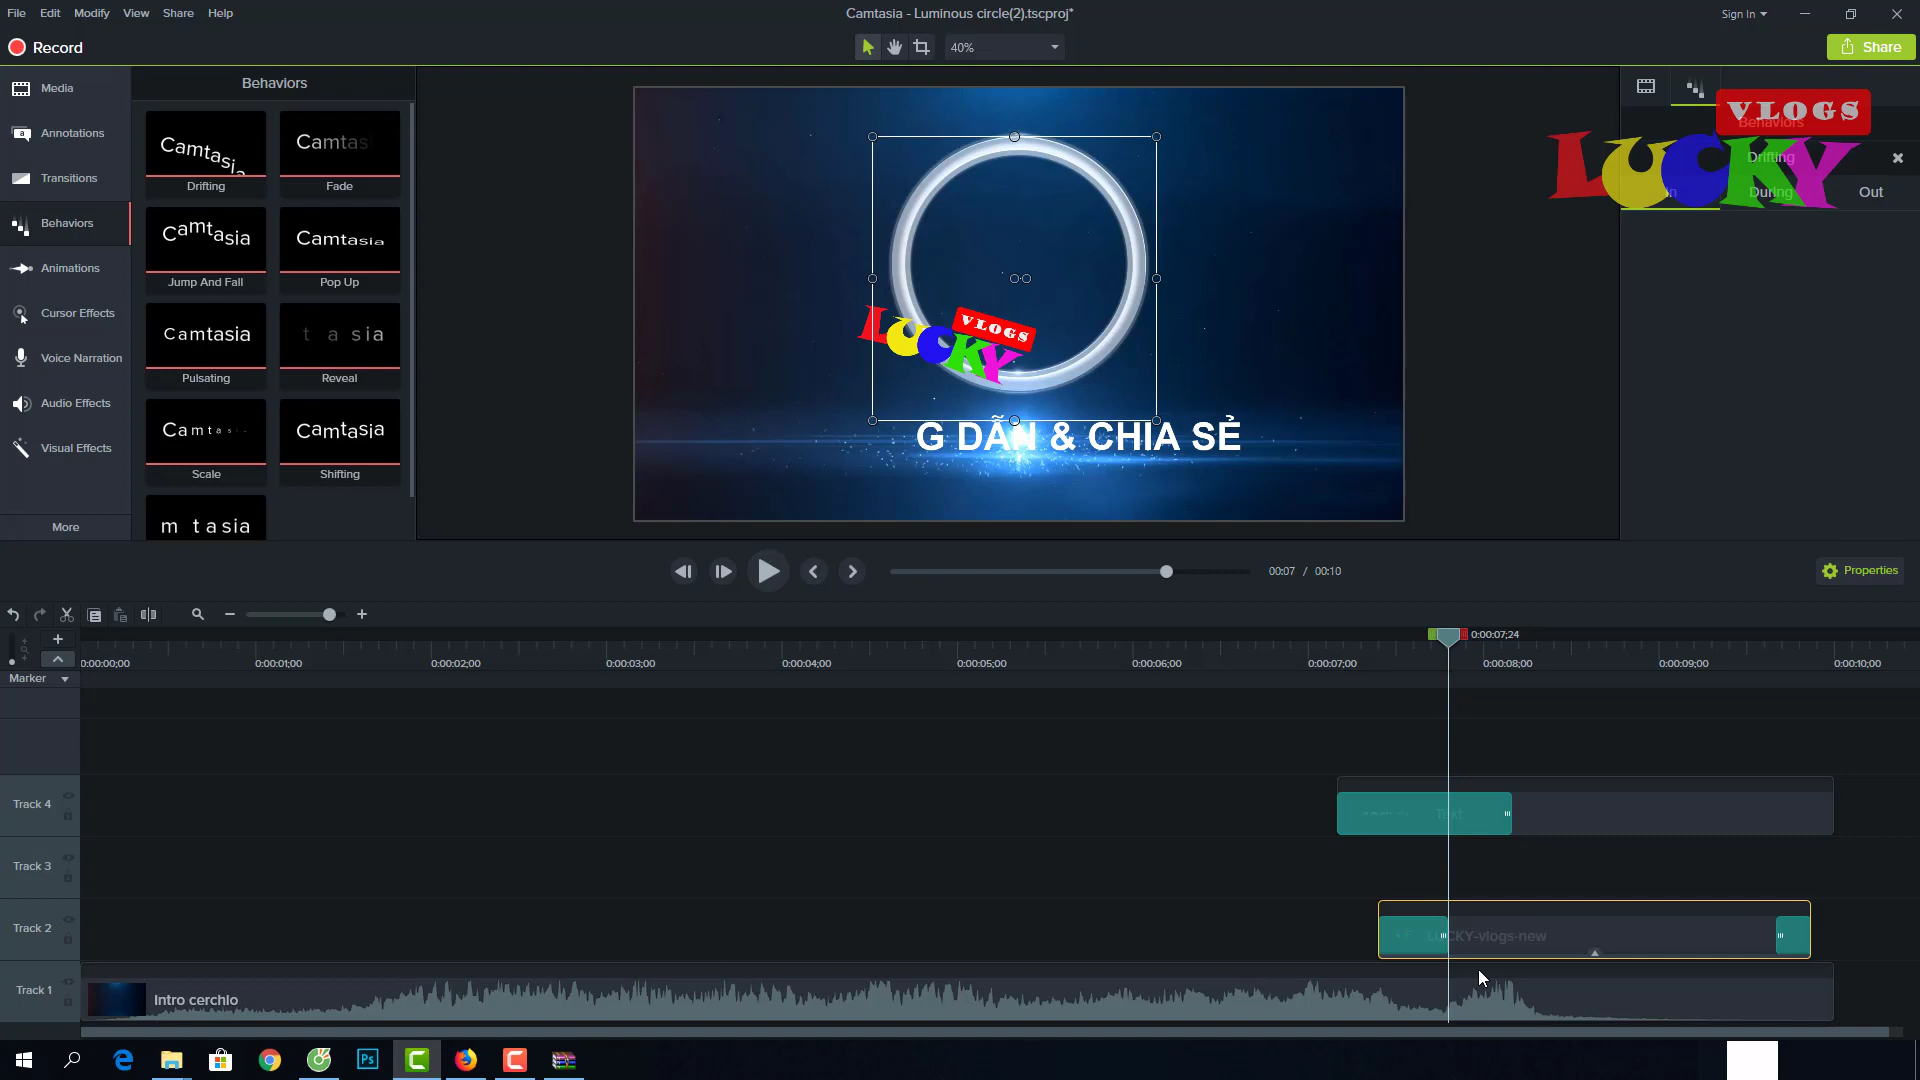 File Edit Modify View Share Help
Camtasia - Luminous circle(2).tscproj*
Sign In
Record
40%
Share
Media
Annotations
Transitions
Behaviors
Animations
Cursor Effects
Voice Narration
Audio Effects
Visual Effects
More
Behaviors
Camtasia
Drifting
Camtas
Fade
Camtasia
Jump And Fall
Camtasia
Pop Up
Camtasia
Pulsating
t a sia
Reveal
Camtas
Scale
Camtasia
Shifting
m tasia
VLOGS
LUCKY
G DẪN & CHIA SẺ
VLOGS
Behaviors
LUCKY
Drifting
In During Out
00:07 / 00:10
Properties
0:00:07;24
0:00:00;00 0:00:01;00 0:00:02;00 0:00:03;00 0:00:04;00 0:00:05;00 0:00:06;00 0:00:07;00 0:00:08;00 0:00:09;00 0:00:10;00
Marker
Track 4
Text
Track 3
Track 2
LUCKY-vlogs-new
Track 1
Intro cerchio
Ps